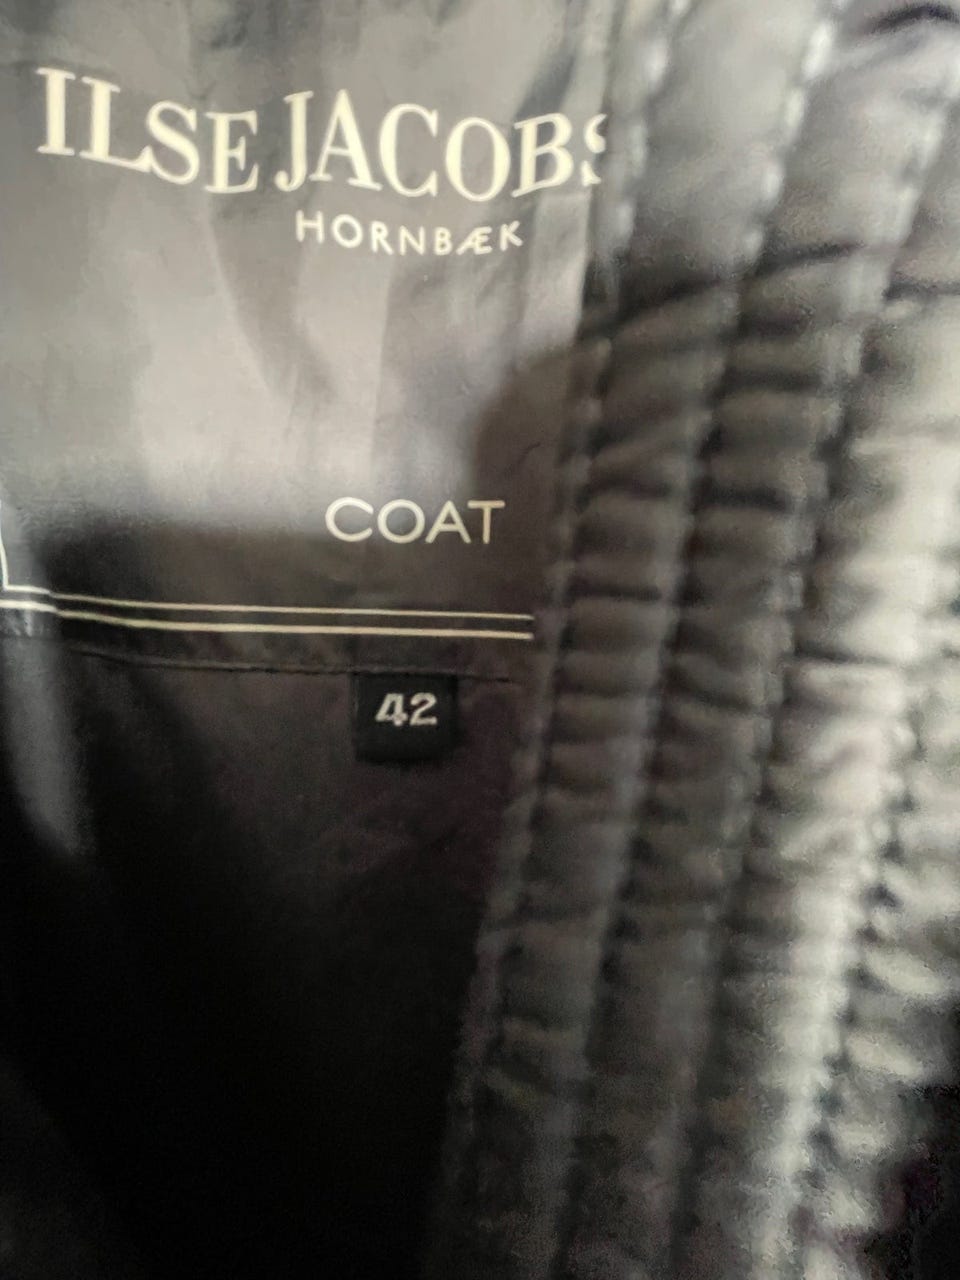 ILSE JACOBS
HORNBÆK
COAT
42